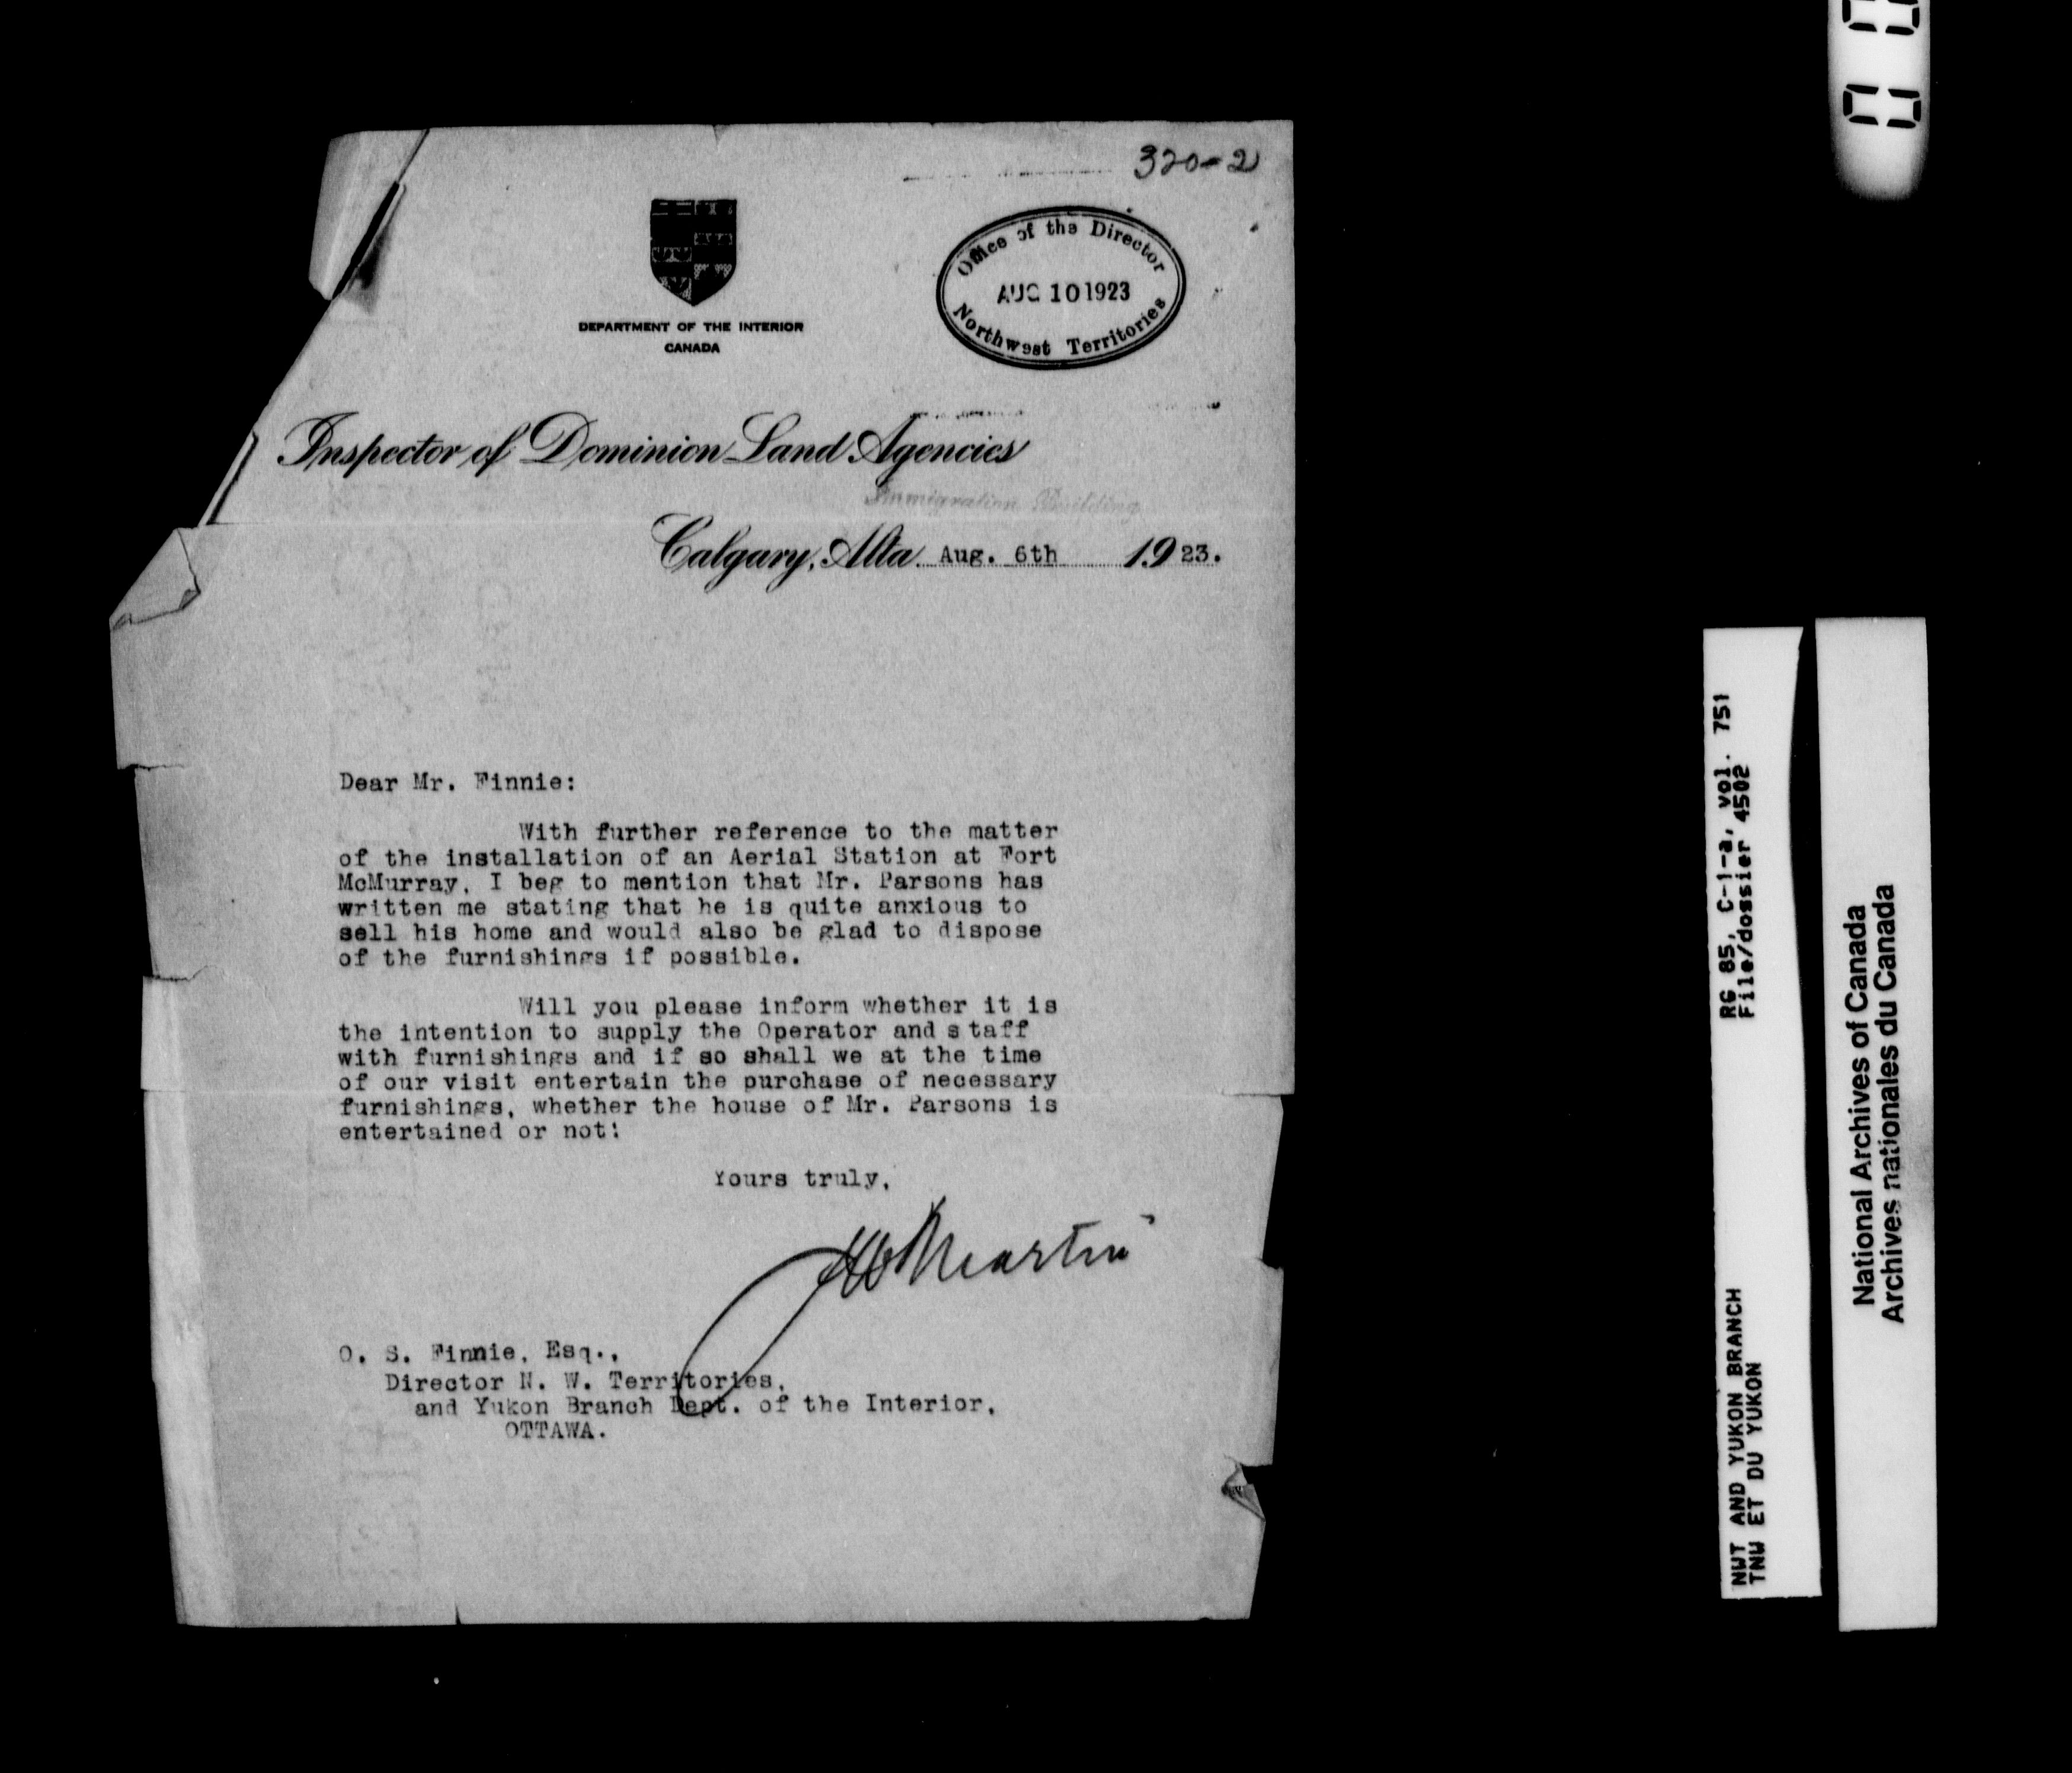 320-2
Office of the Director
AUG 10 1923
Northwest Territories
DEPARTMENT OF THE INTERIOR
CANADA
Inspector of Dominion Land Agencies
Immigration Building
Calgary, Alta. Aug. 6th 1923.
Dear Mr. Finnie:
With further reference to the matter
of the installation of an Aerial Station at Fort
McMurray, I beg to mention that Mr. Parsons has
written me stating that he is quite anxious to
sell his home and would also be glad to dispose
of the furnishings if possible.
Will you please inform whether it is
the intention to supply the Operator and staff
with furnishings and if so shall we at the time
of our visit entertain the purchase of necessary
furnishings, whether the house of Mr. Parsons is
entertained or not!
Yours truly,
Martin
O. S. Finnie, Esq.,
Director N. W. Territories,
and Yukon Branch Dept. of the Interior,
OTTAWA.
RG 85, C-1-a, vol. 751
File/dossier 4502
NWT AND YUKON BRANCH
TNW ET DU YUKON
National Archives of Canada
Archives nationales du Canada